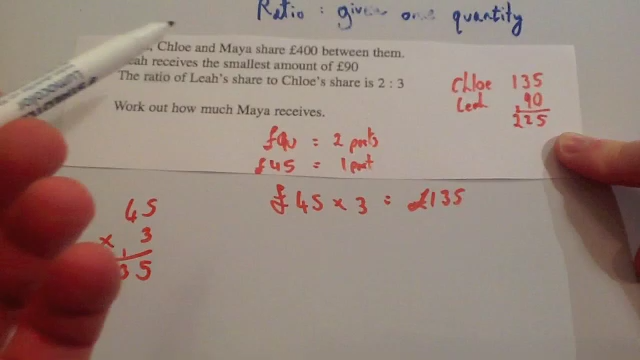 Ratio : given one quantity
, Chloe and Maya share £400 between them.
eah receives the smallest amount of £90
The ratio of Leah's share to Chloe's share is 2 : 3
Work out how much Maya receives.
Chloe 135
Leah 90
225
£90 = 2 parts
£45 = 1 part
£45 x 3 = £135
45
x 3
135